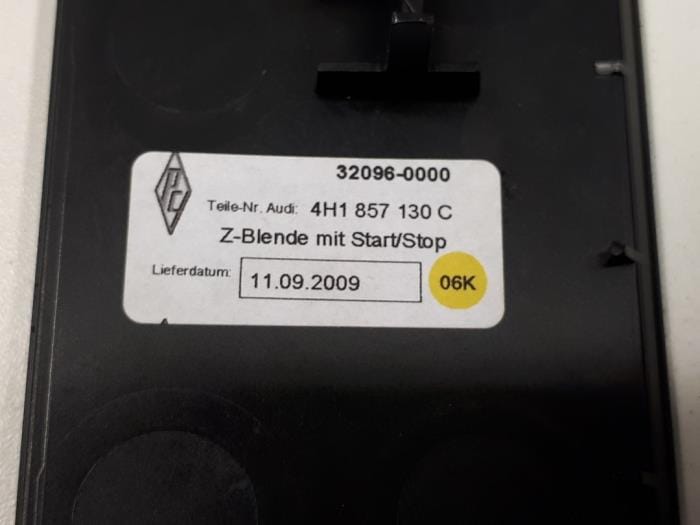 32096-0000
Teile-Nr. Audi: 4H1 857 130 C
Z-Blende mit Start/Stop
Lieferdatum: 11.09.2009 06K